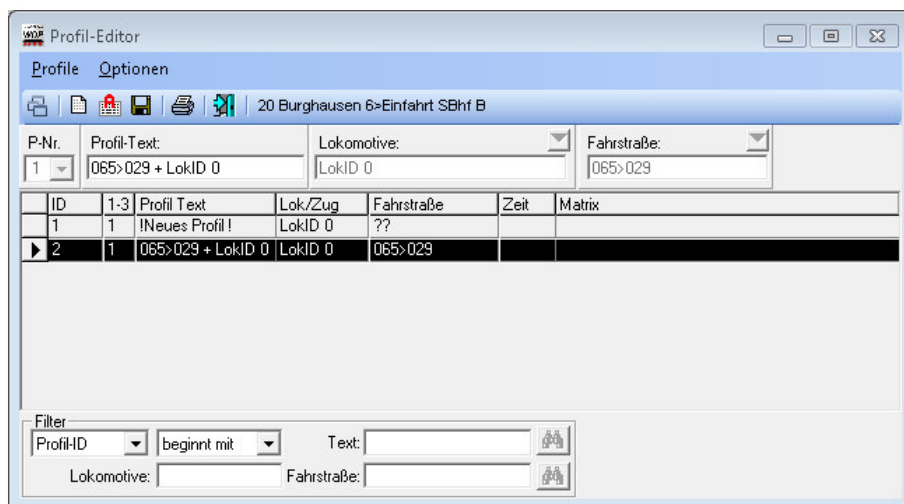 Profil-Editor
Profile Optionen
20 Burghausen 6>Einfahrt SBhf B
P-Nr. Profil-Text: Lokomotive: Fahrstraße:
1 065>029 + LokID 0 LokID 0 065>029
ID 1-3 Profil Text Lok/Zug Fahrstraße Zeit Matrix
1 1 !Neues Profil ! LokID 0 ??
2 1 065>029 + LokID 0 LokID 0 065>029
Filter
Profil-ID beginnt mit Text:
Lokomotive: Fahrstraße: